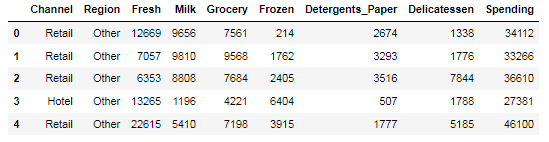 Channel Region Fresh Milk Grocery Frozen Detergents_Paper Delicatessen Spending
0 Retail Other 12669 9656 7561 214 2674 1338 34112
1 Retail Other 7057 9810 9568 1762 3293 1776 33266
2 Retail Other 6353 8808 7684 2405 3516 7844 36610
3 Hotel Other 13265 1196 4221 6404 507 1788 27381
4 Retail Other 22615 5410 7198 3915 1777 5185 46100